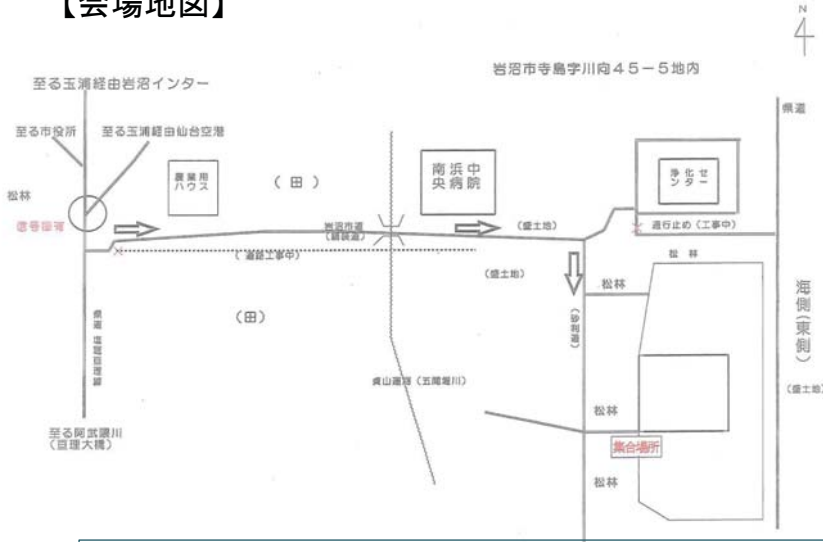 【会場地図】
N
岩沼市寺島字川向45-5地内
至る玉浦経由岩沼インター
県道
至る市役所
至る玉浦経由仙台空港
農業用
ハウス
(田)
南浜中
央病院
浄化セ
ンター
松林
岩沼市道
(舗装道)
(盛土地)
通行止め(工事中)
(道路工事中)
松 林
(盛土地)
松林
海側(東側)
(田)
貞山運河(五間堀川)
(盛土地)
松林
至る阿武隈川
(亘理大橋)
集合場所
松林